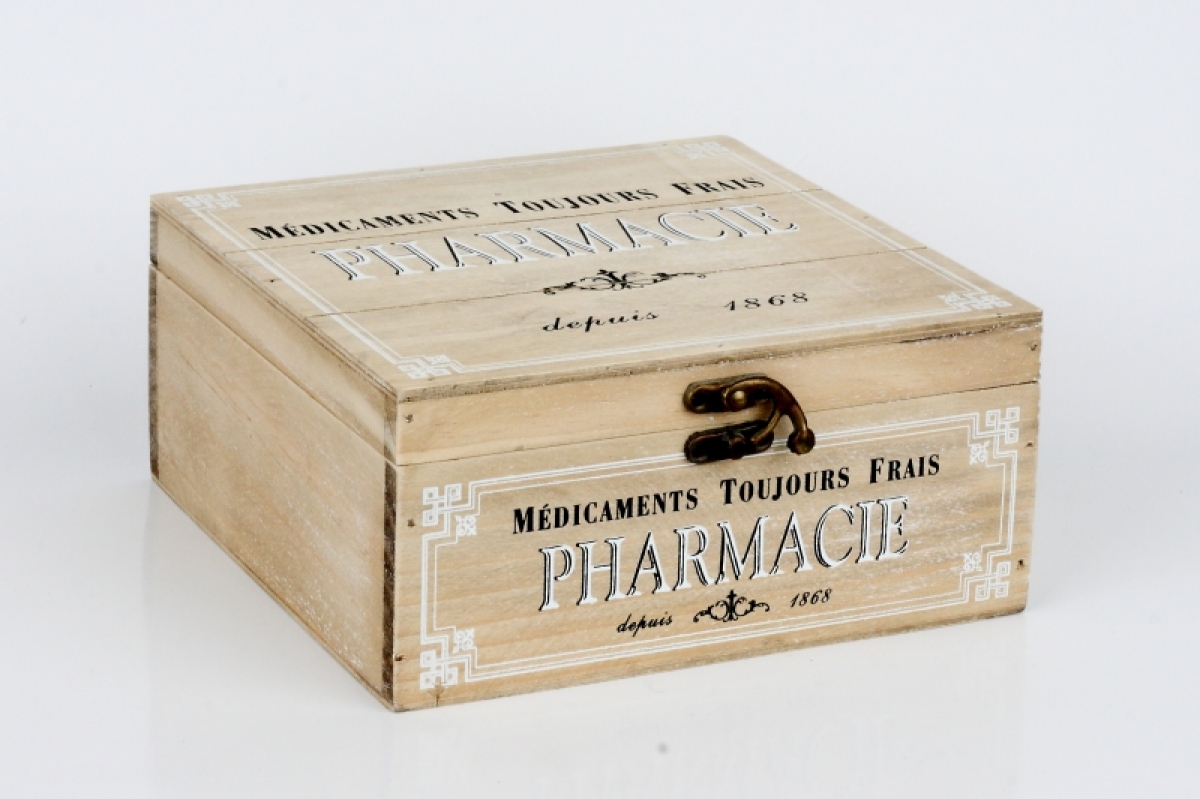 Médicaments Toujours Frais
PHARMACIE
depuis 1868
Médicaments Toujours Frais
PHARMACIE
depuis 1868